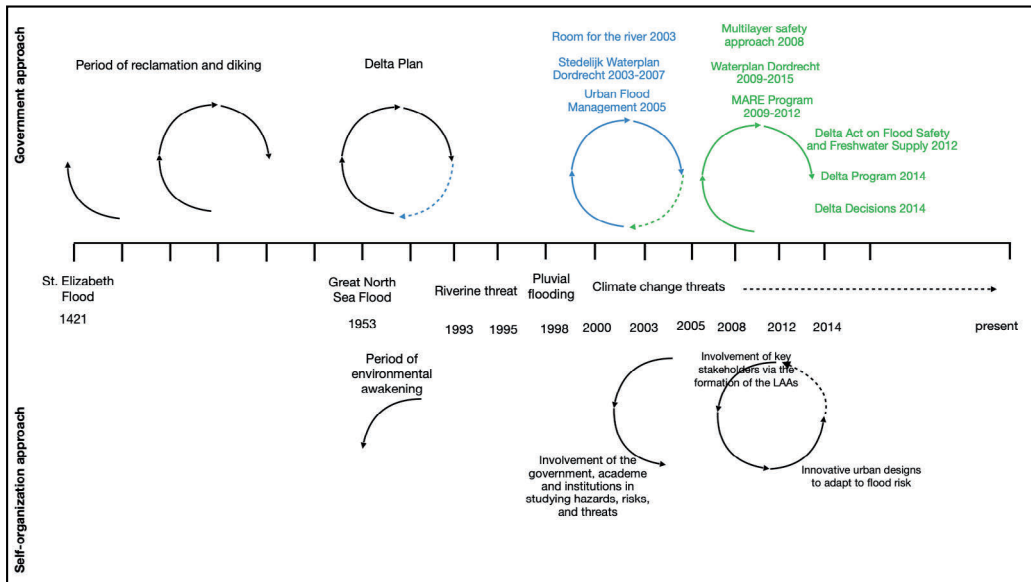 Government approach
Period of reclamation and diking
Delta Plan
Room for the river 2003
Stedelijk Waterplan
Dordrecht 2003-2007
Urban Flood
Management 2005
Multilayer safety
approach 2008
Waterplan Dordrecht
2009-2015
MARE Program
2009-2012
Delta Act on Flood Safety
and Freshwater Supply 2012
Delta Program 2014
Delta Decisions 2014
St. Elizabeth
Flood
1421
Great North
Sea Flood
1953
Riverine threat
Pluvial
flooding
Climate change threats
1993
1995
1998
2000
2003
2005
2008
2012
2014
present
Self-organization approach
Period of
environmental
awakening
Involvement of the
government, academe
and institutions in
studying hazards, risks,
and threats
Involvement of key
stakeholders via the
formation of the LAAs
Innovative urban designs
to adapt to flood risk